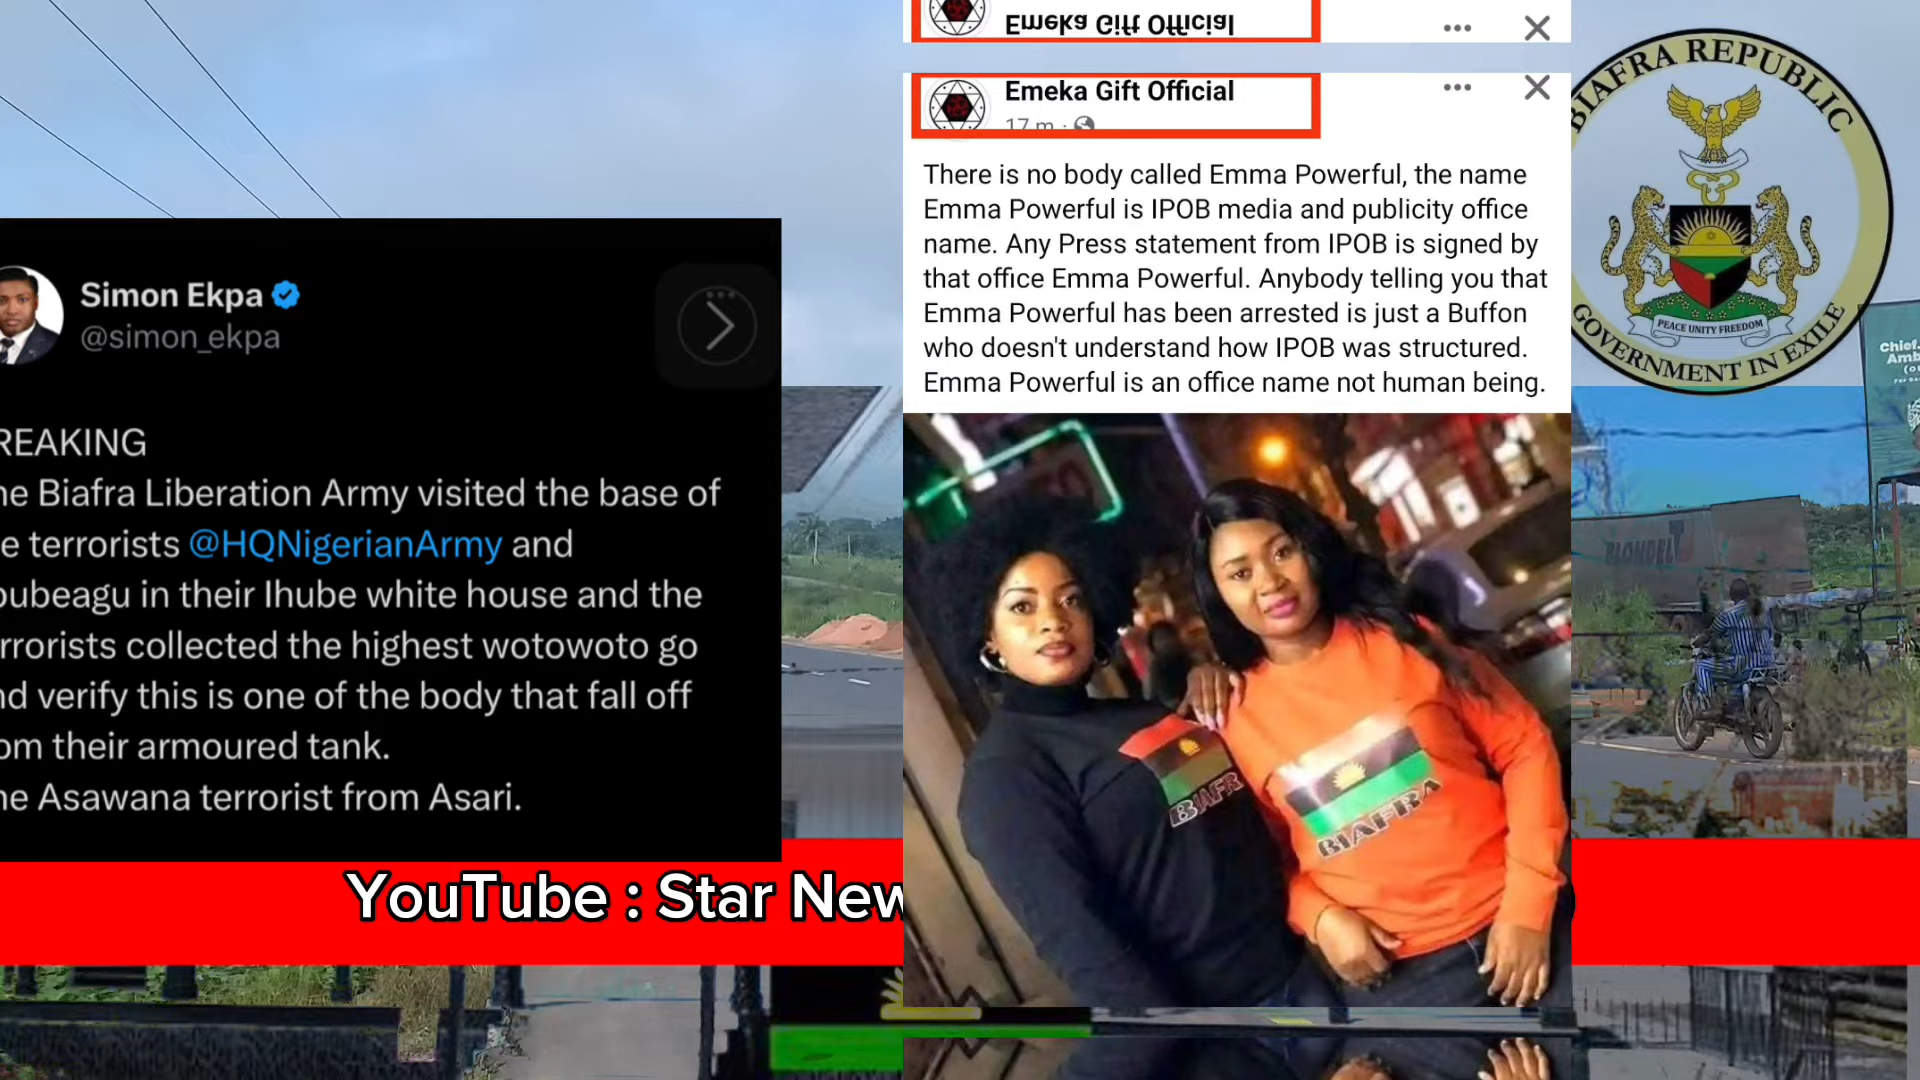 Emeka Gift Official
Emeka Gift Official
17 m
There is no body called Emma Powerful, the name
Emma Powerful is IPOB media and publicity office
name. Any Press statement from IPOB is signed by
that office Emma Powerful. Anybody telling you that
Emma Powerful has been arrested is just a Buffon
who doesn't understand how IPOB was structured.
Emma Powerful is an office name not human being.
BIAFRA
BIAFRA REPUBLIC
PEACE UNITY FREEDOM
GOVERNMENT IN EXILE
Chief.
Simon Ekpa
@simon_ekpa
REAKING
he Biafra Liberation Army visited the base of
e terrorists @HQNigerianArmy and
bubeagu in their Ihube white house and the
rrorists collected the highest wotowoto go
nd verify this is one of the body that fall off
om their armoured tank.
he Asawana terrorist from Asari.
YouTube : Star New
BIAFR